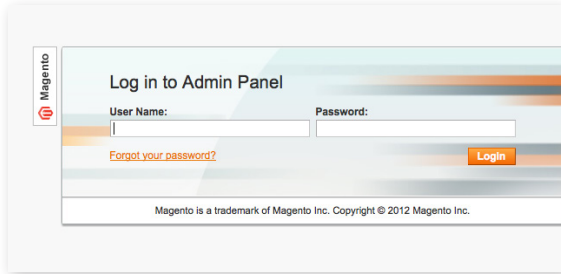 Magento
Log in to Admin Panel
User Name:
Password:
Forgot your password?
Login
Magento is a trademark of Magento Inc. Copyright © 2012 Magento Inc.